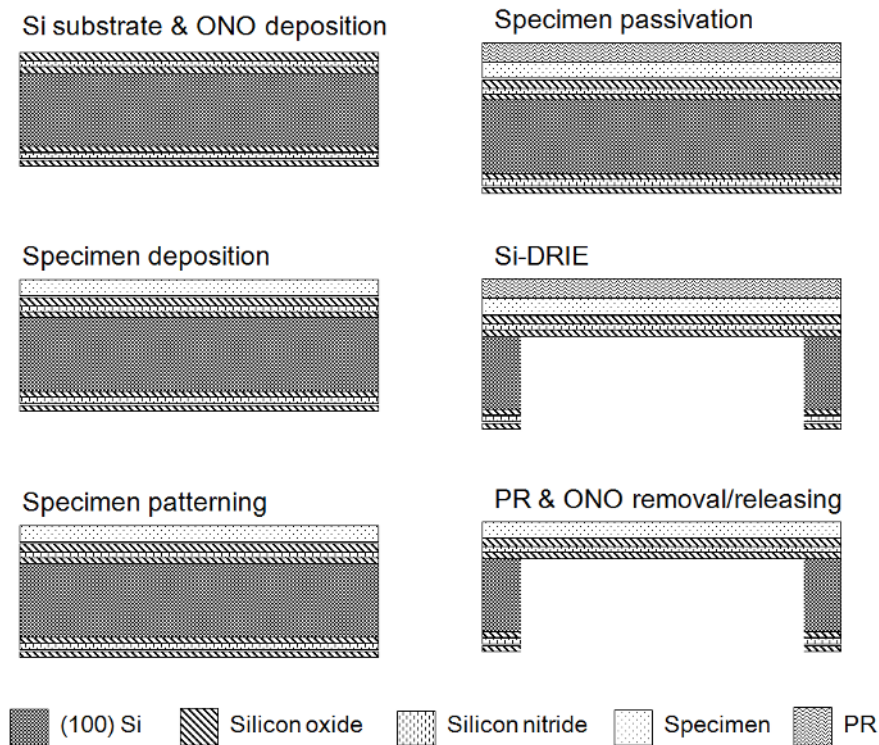 Si substrate & ONO deposition
Specimen deposition
Specimen patterning
Specimen passivation
Si-DRIE
PR & ONO removal/releasing
(100) Si
Silicon oxide
Silicon nitride
Specimen
PR